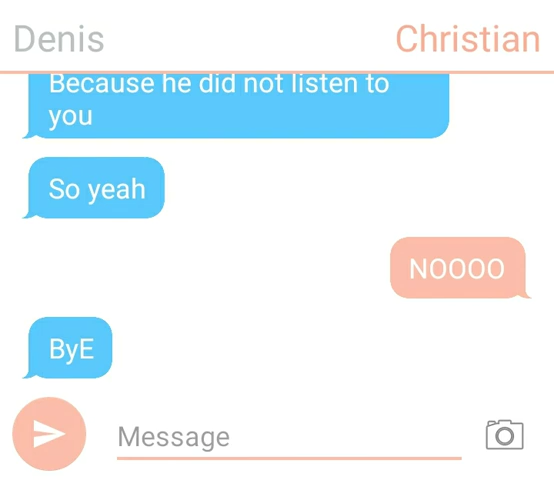 Denis Christian
Because he did not listen to
you
So yeah
NOOOO
ByE
Message